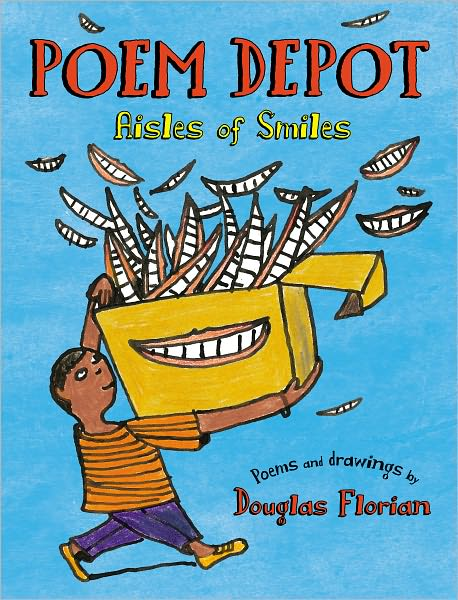 POEM DEPOT
Aisles of Smiles
Poems and drawings by
Douglas Florian